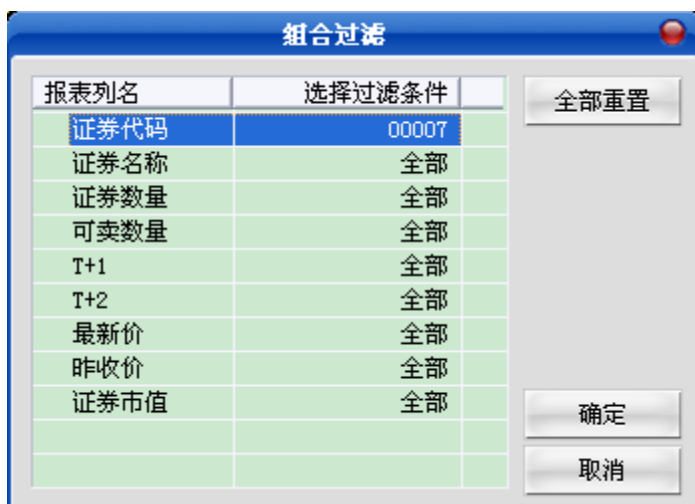 组合过滤
报表列名 选择过滤条件
全部重置
证券代码 00007
证券名称 全部
证券数量 全部
可卖数量 全部
T+1 全部
T+2 全部
最新价 全部
昨收价 全部
证券市值 全部
确定
取消